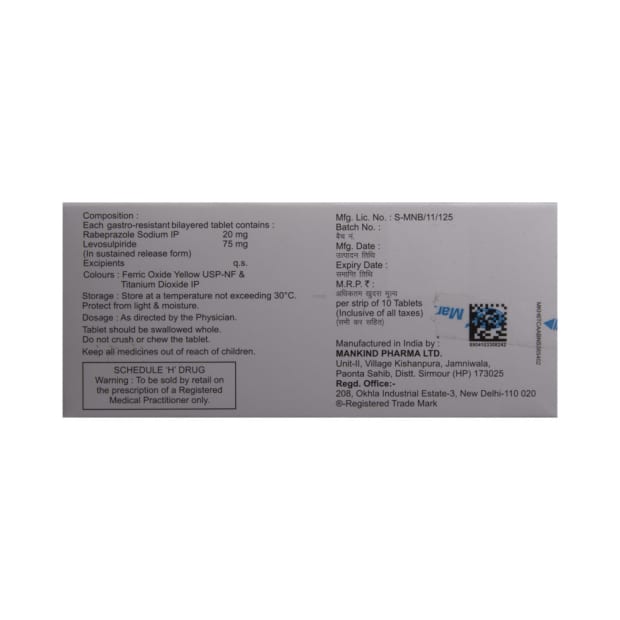 Composition :
Each gastro-resistant bilayered tablet contains :
Rabeprazole Sodium IP 20 mg
Levosulpiride 75 mg
(In sustained release form)
Excipients q.s.
Colours : Ferric Oxide Yellow USP-NF &
Titanium Dioxide IP
Storage : Store at a temperature not exceeding 30°C.
Protect from light & moisture.
Dosage : As directed by the Physician.
Tablet should be swallowed whole.
Do not crush or chew the tablet.
Keep all medicines out of reach of children.
SCHEDULE 'H' DRUG
Warning : To be sold by retail on
the prescription of a Registered
Medical Practitioner only.
Mfg. Lic. No. : S-MNB/11/125
Batch No. :
बैच नं.
Mfg. Date :
उत्पादन तिथि
Expiry Date :
समाप्ति तिथि
M.R.P. ₹ :
अधिकतम खुदरा मूल्य
per strip of 10 Tablets
(Inclusive of all taxes)
(सभी कर सहित)
Manufactured in India by :
MANKIND PHARMA LTD.
Unit-II, Village Kishanpura, Jamniwala,
Paonta Sahib, Distt. Sirmour (HP) 173025
Regd. Office:-
208, Okhla Industrial Estate-3, New Delhi-110 020
®-Registered Trade Mark
Mar